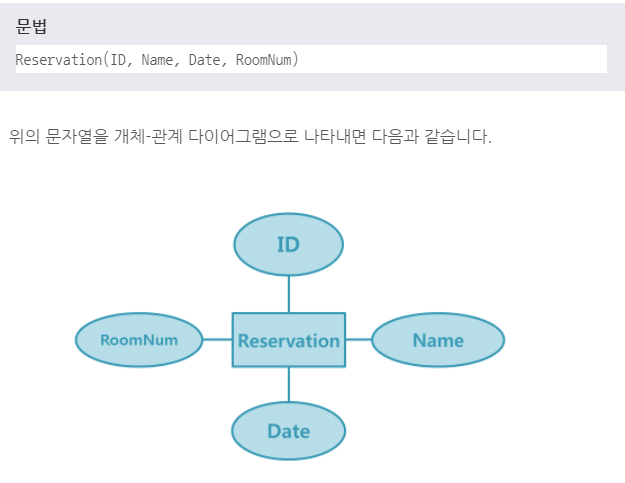 문법
Reservation(ID, Name, Date, RoomNum)
위의 문자열을 개체-관계 다이어그램으로 나타내면 다음과 같습니다.
ID
RoomNum
Reservation
Name
Date